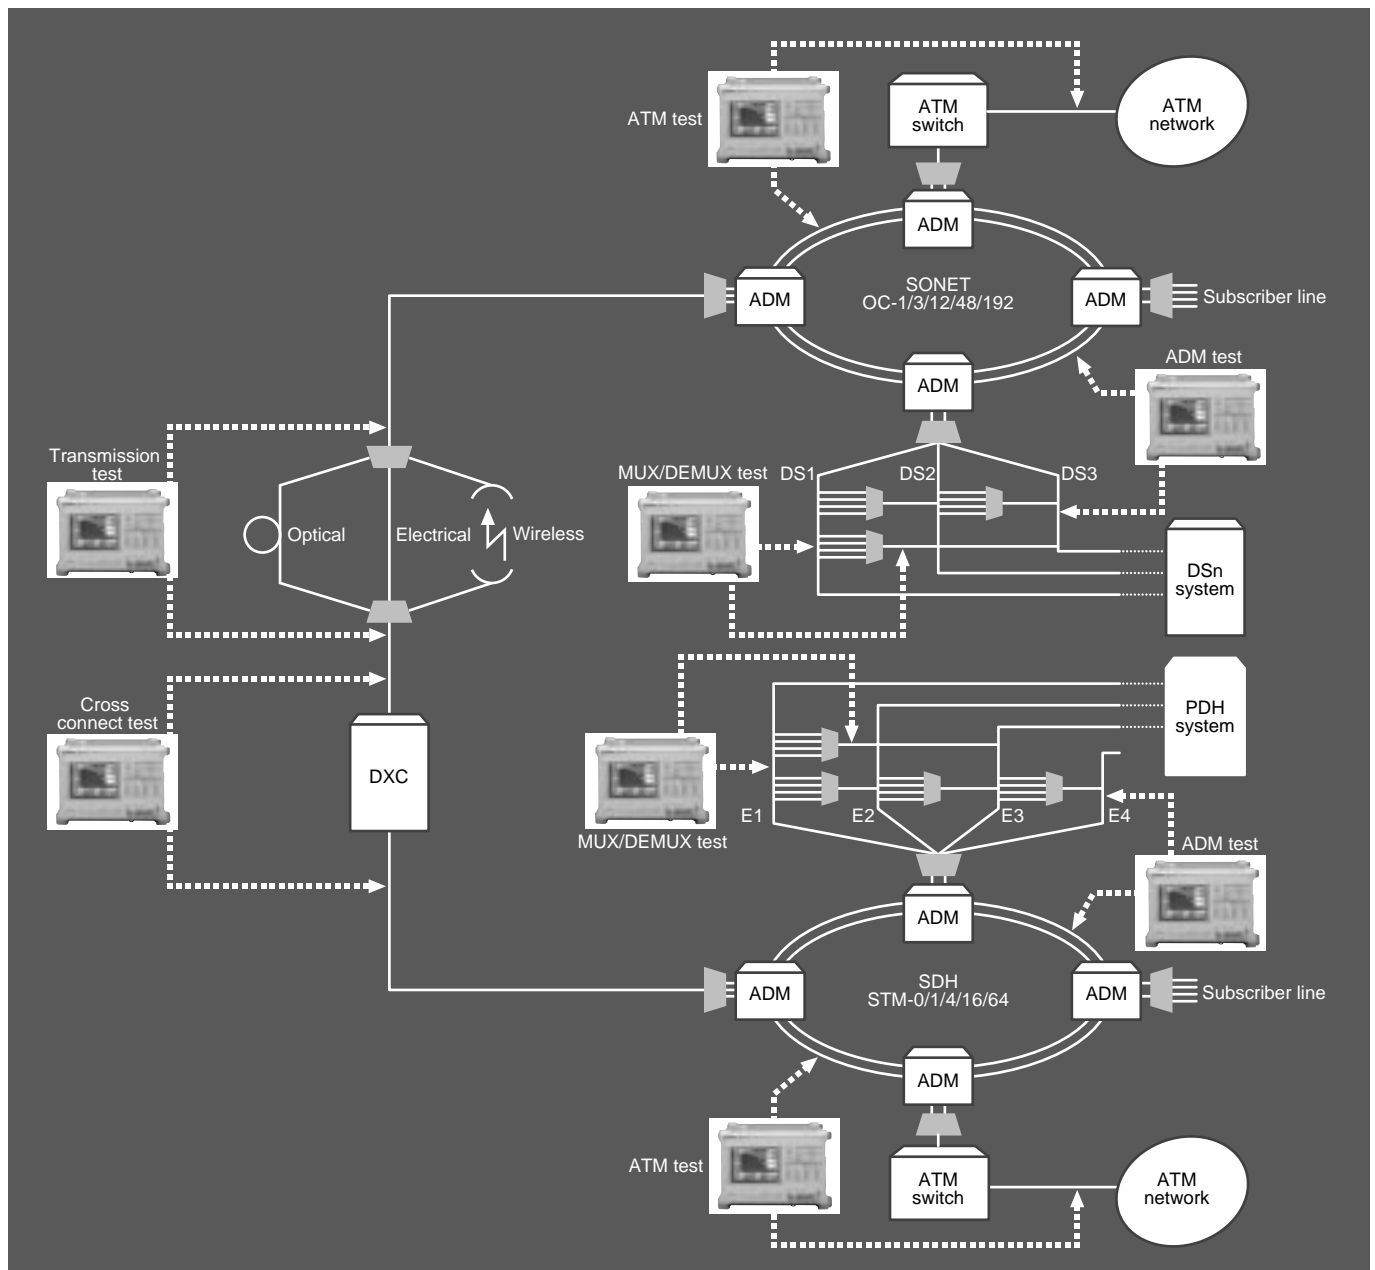 ATM test
ATM
switch
ATM
network
ADM
ADM
SONET
OC-1/3/12/48/192
ADM
Subscriber line
ADM
ADM test
Transmission
test
MUX/DEMUX test
DS1
DS2
DS3
Optical
Electrical
Wireless
DSn
system
Cross
connect test
DXC
PDH
system
E1
E2
E3
E4
MUX/DEMUX test
ADM test
ADM
ADM
SDH
STM-0/1/4/16/64
ADM
Subscriber line
ADM
ATM test
ATM
switch
ATM
network